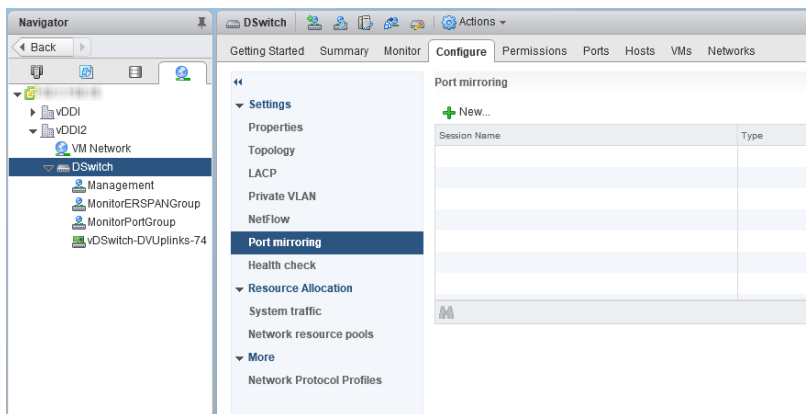 Navigator
Back
vDDI
vDDI2
VM Network
DSwitch
Management
MonitorERSPANGroup
MonitorPortGroup
vDSwitch-DVUplinks-74
DSwitch Actions
Getting Started Summary Monitor Configure Permissions Ports Hosts VMs Networks
Settings
Properties
Topology
LACP
Private VLAN
NetFlow
Port mirroring
Health check
Resource Allocation
System traffic
Network resource pools
More
Network Protocol Profiles
Port mirroring
New...
Session Name Type